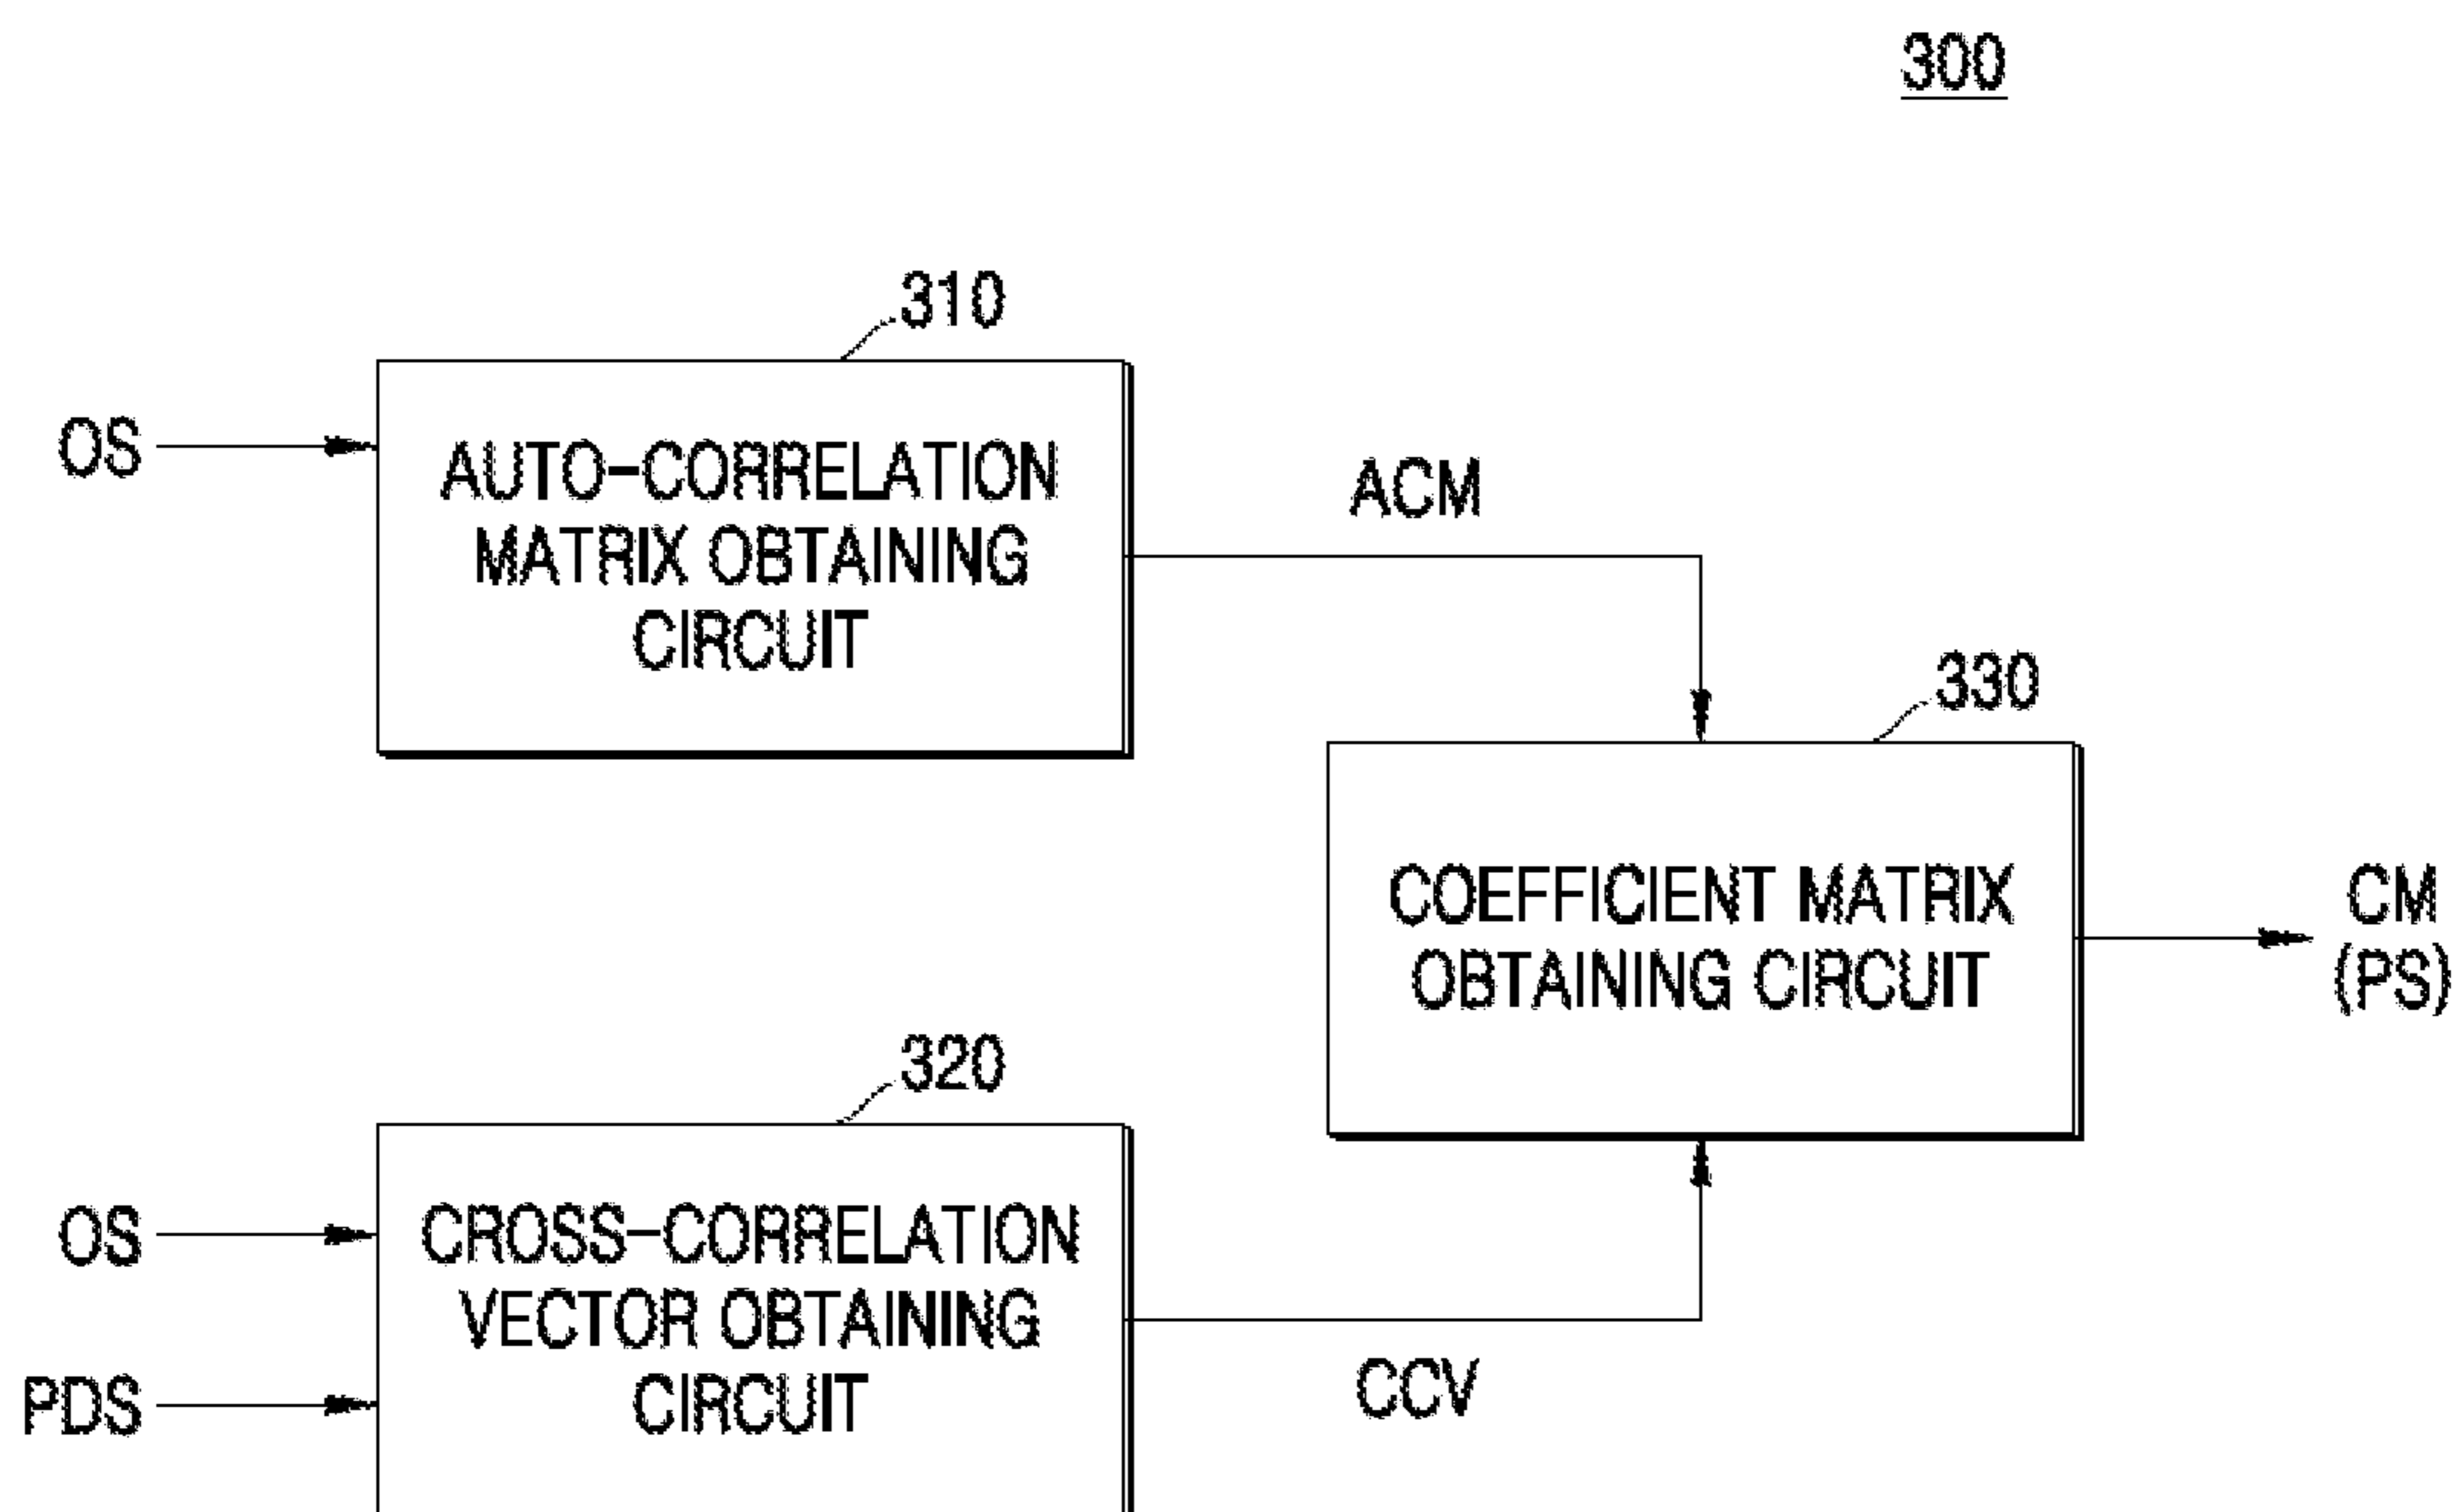 300
310
OS
AUTO-CORRELATION
MATRIX OBTAINING
CIRCUIT
ACM
330
COEFFICIENT MATRIX
OBTAINING CIRCUIT
CM
(PS)
320
OS
CROSS-CORRELATION
VECTOR OBTAINING
CIRCUIT
PDS
CCV